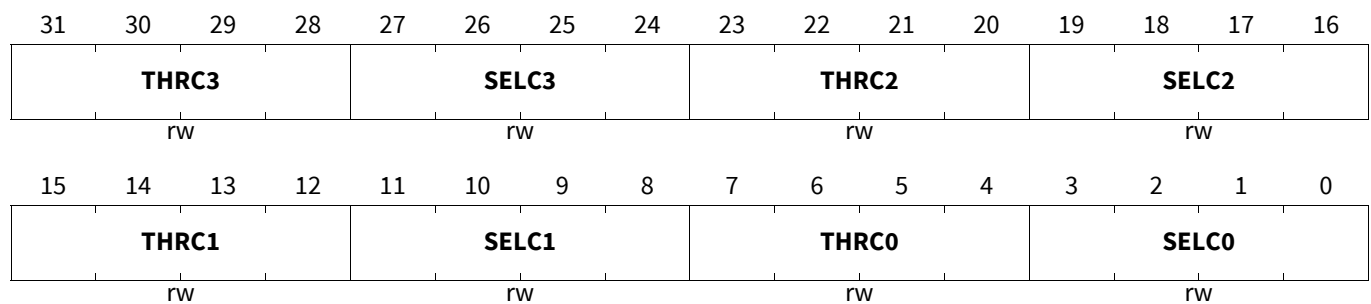 31 30 29 28 27 26 25 24 23 22 21 20 19 18 17 16
THRC3 SELC3 THRC2 SELC2
rw rw rw rw
15 14 13 12 11 10 9 8 7 6 5 4 3 2 1 0
THRC1 SELC1 THRC0 SELC0
rw rw rw rw